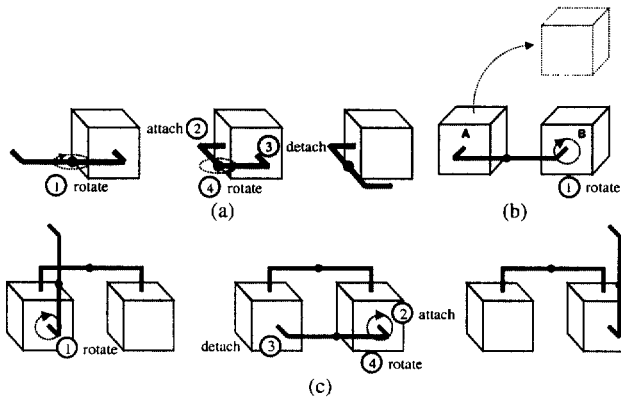 attach ②
③ detach
① rotate
④ rotate
(a)
A
B
① rotate
(b)
① rotate
② attach
detach ③
④ rotate
(c)